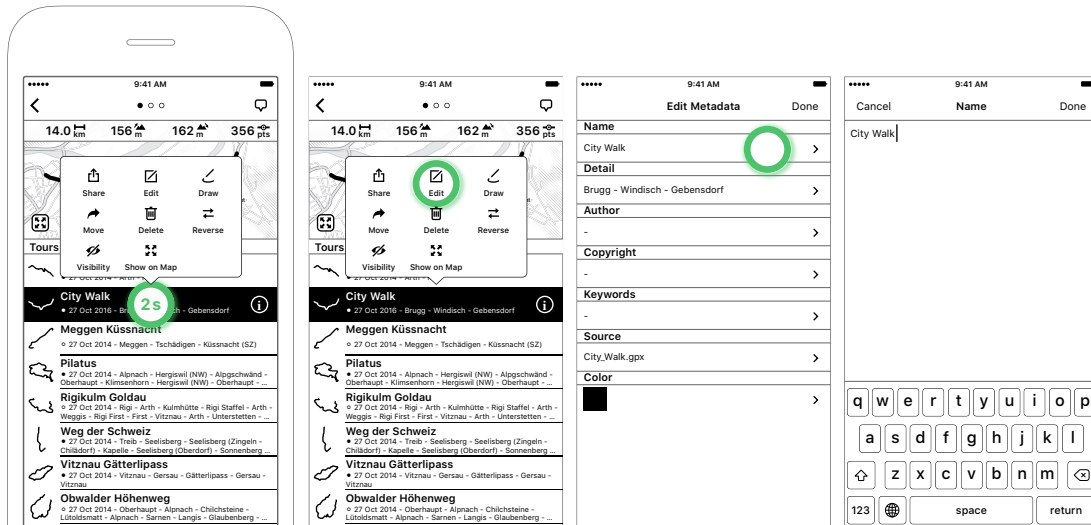 9:41 AM
14.0 km 156 m 162 m 356 pts
Share Edit Draw
Move Delete Reverse
Visibility Show on Map
Tours
City Walk
2s
• 27 Oct 2016 - Br h - Gebensdorf
Meggen Küssnacht
◦ 27 Oct 2014 - Meggen - Tschädigen - Küssnacht (SZ)
Pilatus
• 27 Oct 2014 - Alpnach - Hergiswil (NW) - Alpgschwänd -
Oberhaupt - Klimsenhorn - Hergiswil (NW) - Oberhaupt - ...
Rigikulm Goldau
◦ 27 Oct 2014 - Rigi - Arth - Kulmhütte - Rigi Staffel - Arth -
Weggis - Rigi First - First - Vitznau - Arth - Unterstetten - ...
Weg der Schweiz
• 27 Oct 2014 - Treib - Seelisberg - Seelisberg (Zingeln -
Chilädorf) - Kapelle - Seelisberg (Oberdorf) - Sonnenberg ...
Vitznau Gätterlipass
• 27 Oct 2014 - Vitznau - Gersau - Gätterlipass - Gersau -
Vitznau
Obwalder Höhenweg
◦ 27 Oct 2014 - Oberhaupt - Alpnach - Chilchsteine -
Lütoldsmatt - Alpnach - Sarnen - Langis - Glaubenberg - ...
9:41 AM
14.0 km 156 m 162 m 356 pts
Share Edit Draw
Move Delete Reverse
Visibility Show on Map
Tours
City Walk
• 27 Oct 2016 - Brugg - Windisch - Gebensdorf
Meggen Küssnacht
◦ 27 Oct 2014 - Meggen - Tschädigen - Küssnacht (SZ)
Pilatus
• 27 Oct 2014 - Alpnach - Hergiswil (NW) - Alpgschwänd -
Oberhaupt - Klimsenhorn - Hergiswil (NW) - Oberhaupt - ...
Rigikulm Goldau
◦ 27 Oct 2014 - Rigi - Arth - Kulmhütte - Rigi Staffel - Arth -
Weggis - Rigi First - First - Vitznau - Arth - Unterstetten - ...
Weg der Schweiz
• 27 Oct 2014 - Treib - Seelisberg - Seelisberg (Zingeln -
Chilädorf) - Kapelle - Seelisberg (Oberdorf) - Sonnenberg ...
Vitznau Gätterlipass
• 27 Oct 2014 - Vitznau - Gersau - Gätterlipass - Gersau -
Vitznau
Obwalder Höhenweg
◦ 27 Oct 2014 - Oberhaupt - Alpnach - Chilchsteine -
Lütoldsmatt - Alpnach - Sarnen - Langis - Glaubenberg - ...
9:41 AM
Edit Metadata Done
Name
City Walk
Detail
Brugg - Windisch - Gebensdorf
Author
-
Copyright
-
Keywords
-
Source
City_Walk.gpx
Color
9:41 AM
Cancel Name Done
City Walk
q w e r t y u i o p
a s d f g h j k l
z x c v b n m
123 space return